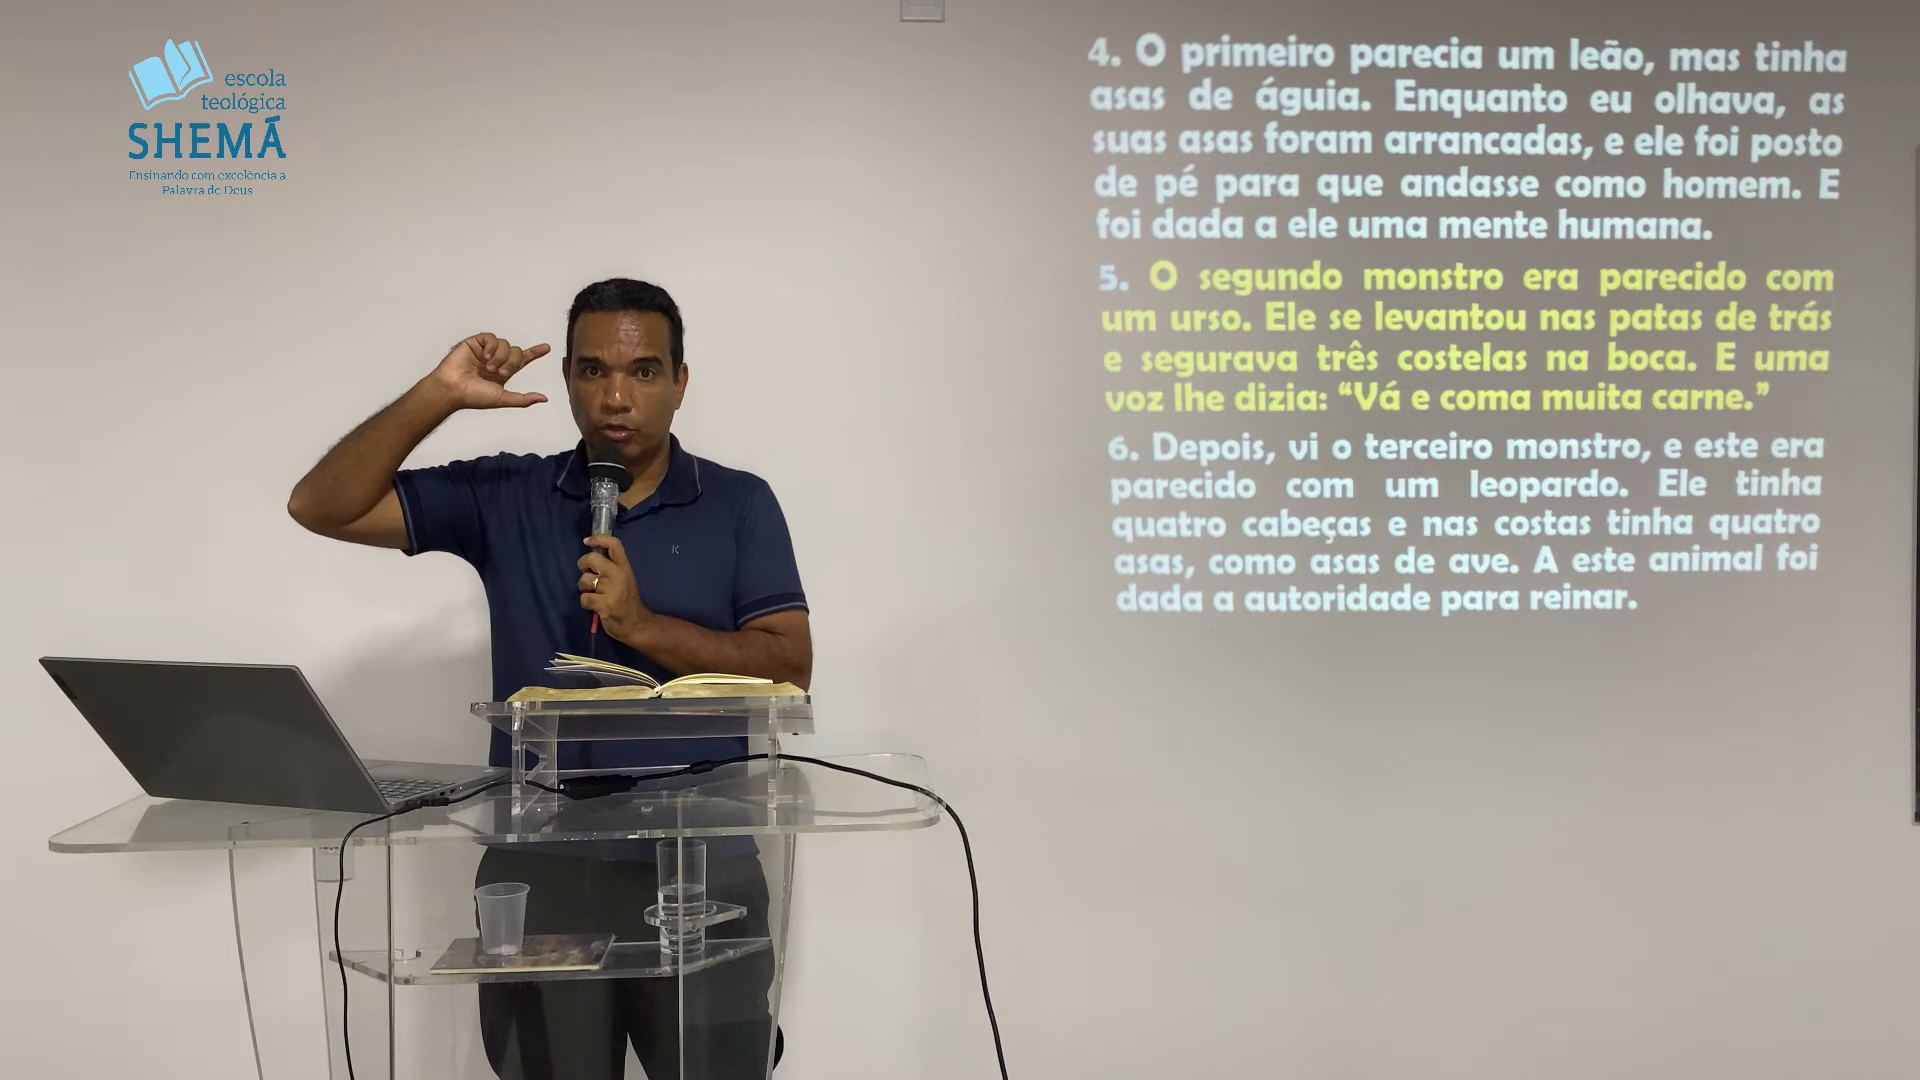 escola
teológica
SHEMÁ
Ensinando com excelência a
Palavra de Deus
4. O primeiro parecia um leão, mas tinha
asas de águia. Enquanto eu olhava, as
suas asas foram arrancadas, e ele foi posto
de pé para que andasse como homem. E
foi dada a ele uma mente humana.
5. O segundo monstro era parecido com
um urso. Ele se levantou nas patas de trás
e segurava três costelas na boca. E uma
voz lhe dizia: “Vá e coma muita carne.”
6. Depois, vi o terceiro monstro, e este era
parecido com um leopardo. Ele tinha
quatro cabeças e nas costas tinha quatro
asas, como asas de ave. A este animal foi
dada a autoridade para reinar.
K